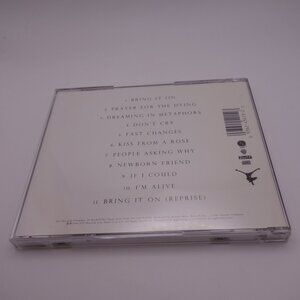 1. BRING IT ON
2. PRAYER FOR THE DYING
3. DREAMING IN METAPHORS
4. DON'T CRY
5. FAST CHANGES
6. KISS FROM A ROSE
7. PEOPLE ASKING WHY
8. NEWBORN FRIEND
9. IF I COULD
10. I'M ALIVE
11. BRING IT ON (REPRISE)